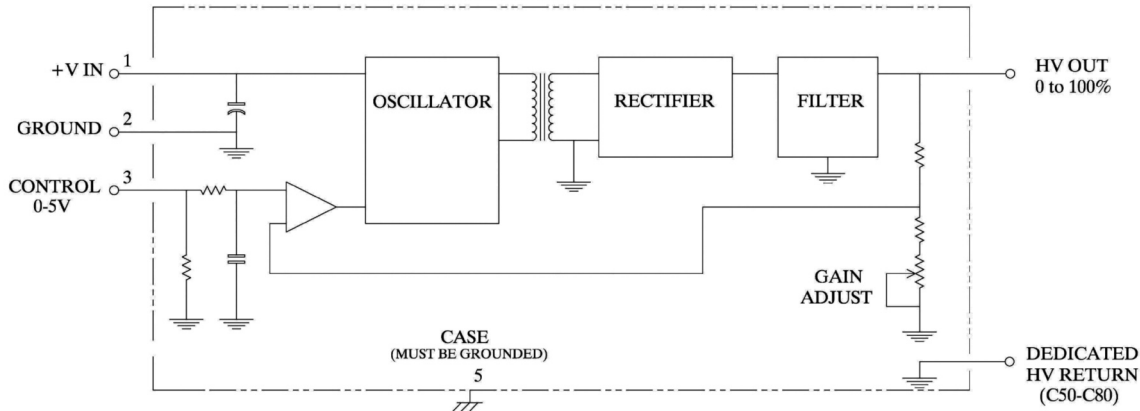 +V IN
1
OSCILLATOR
RECTIFIER
FILTER
HV OUT
0 to 100%
GROUND
2
CONTROL
0-5V
3
GAIN
ADJUST
CASE
(MUST BE GROUNDED)
5
DEDICATED
HV RETURN
(C50-C80)